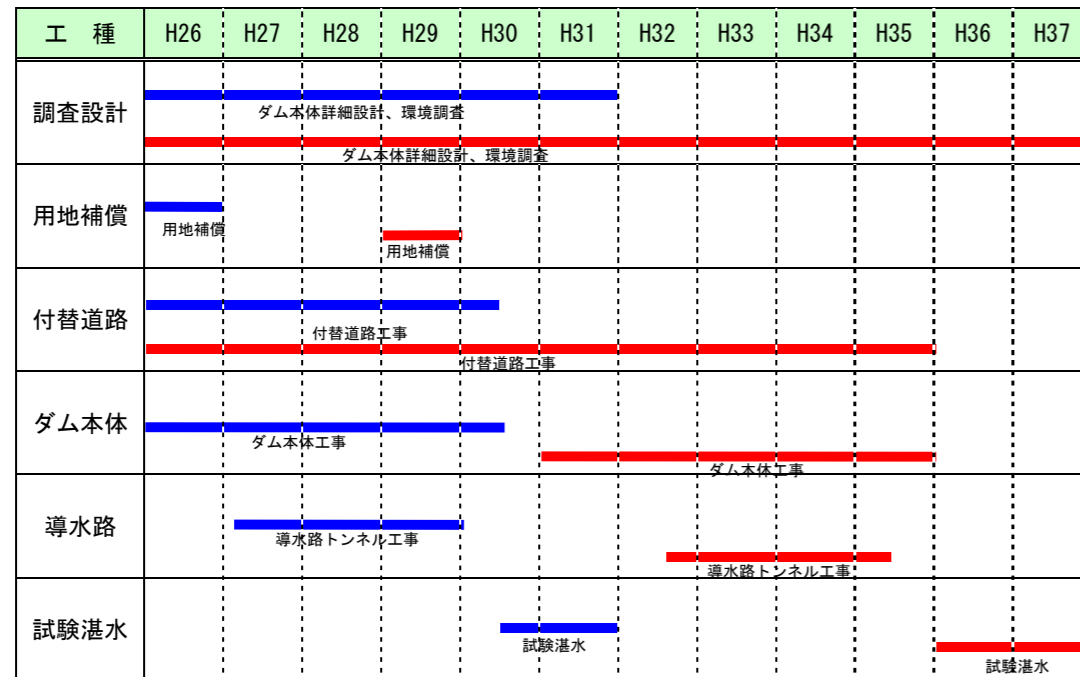 工 種 H26 H27 H28 H29 H30 H31 H32 H33 H34 H35 H36 H37
調査設計
ダム本体詳細設計、環境調査
ダム本体詳細設計、環境調査
用地補償
用地補償
用地補償
付替道路
付替道路工事
付替道路工事
ダム本体
ダム本体工事
ダム本体工事
導水路
導水路トンネル工事
導水路トンネル工事
試験湛水
試験湛水
試験湛水